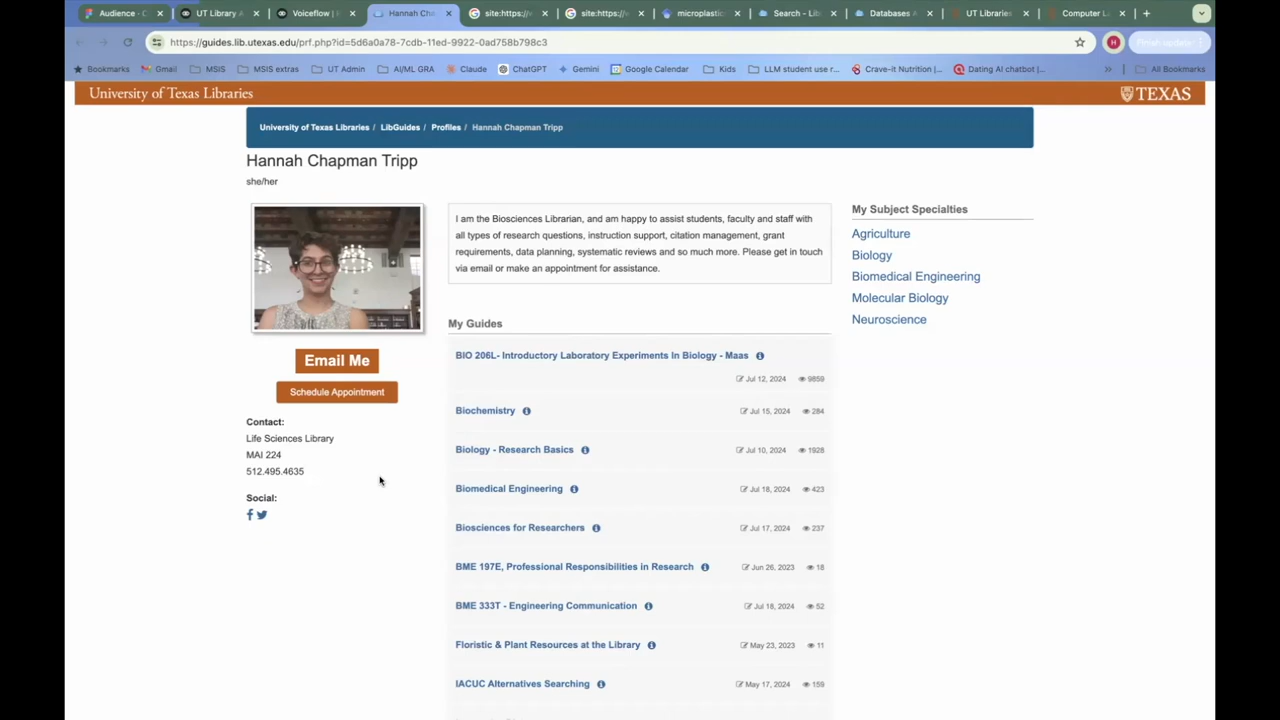 Audience - C
UT Library A
Voiceflow |
Hannah Cha
site:https://v
site:https://v
microplastic
Search - Lib
Databases A
UT Libraries
Computer La
https://guides.lib.utexas.edu/prf.php?id=5d6a0a78-7cdb-11ed-9922-0ad758b798c3
H
Finish update
Bookmarks
Gmail
MSIS
MSIS extras
UT Admin
AI/ML GRA
Claude
ChatGPT
Gemini
Google Calendar
Kids
LLM student use r...
Crave-it Nutrition |...
Dating AI chatbot |...
All Bookmarks
University of Texas Libraries
TEXAS
University of Texas Libraries / LibGuides / Profiles / Hannah Chapman Tripp
Hannah Chapman Tripp
she/her
Email Me
Schedule Appointment
Contact:
Life Sciences Library
MAI 224
512.495.4635
Social:
I am the Biosciences Librarian, and am happy to assist students, faculty and staff with
all types of research questions, instruction support, citation management, grant
requirements, data planning, systematic reviews and so much more. Please get in touch
via email or make an appointment for assistance.
My Guides
BIO 206L- Introductory Laboratory Experiments In Biology - Maas
Jul 12, 2024 9859
Biochemistry Jul 15, 2024 284
Biology - Research Basics Jul 10, 2024 1928
Biomedical Engineering Jul 18, 2024 423
Biosciences for Researchers Jul 17, 2024 237
BME 197E, Professional Responsibilities in Research Jun 26, 2023 18
BME 333T - Engineering Communication Jul 18, 2024 52
Floristic & Plant Resources at the Library May 23, 2023 11
IACUC Alternatives Searching May 17, 2024 159
My Subject Specialties
Agriculture
Biology
Biomedical Engineering
Molecular Biology
Neuroscience